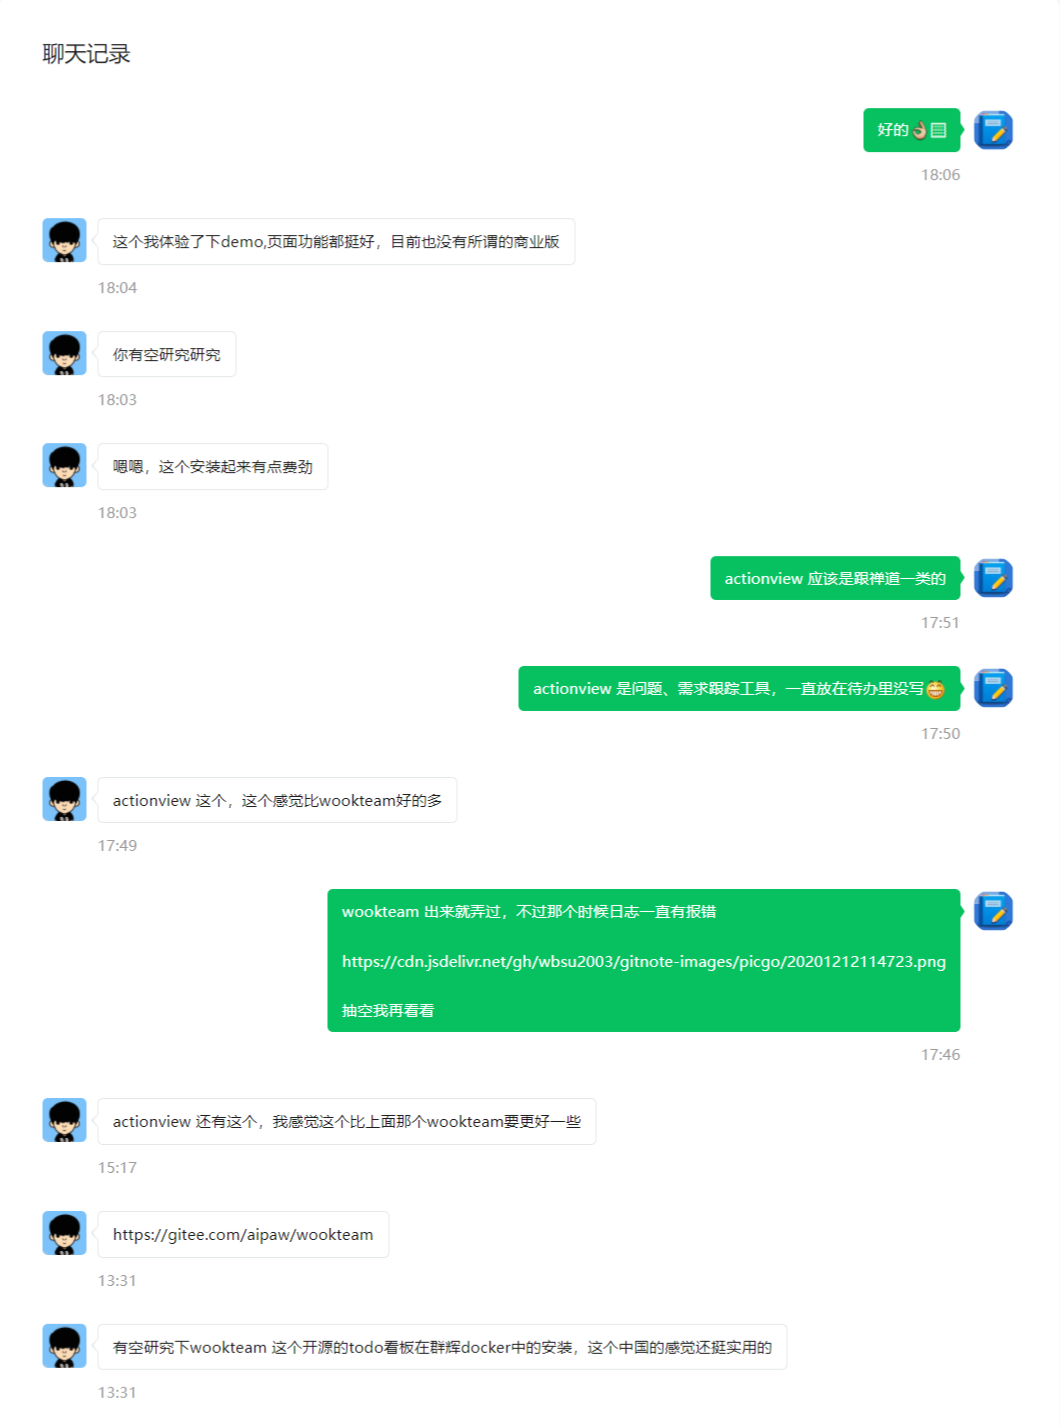 聊天记录
好的👌🏼
18:06
这个我体验了下demo,页面功能都挺好，目前也没有所谓的商业版
18:04
你有空研究研究
18:03
嗯嗯，这个安装起来有点费劲
18:03
actionview 应该是跟禅道一类的
17:51
actionview 是问题、需求跟踪工具，一直放在待办里没写😁
17:50
actionview 这个，这个感觉比wookteam好的多
17:49
wookteam 出来就弄过，不过那个时候日志一直有报错
https://cdn.jsdelivr.net/gh/wbsu2003/gitnote-images/picgo/20201212114723.png
抽空我再看看
17:46
actionview 还有这个，我感觉这个比上面那个wookteam要更好一些
15:17
https://gitee.com/aipaw/wookteam
13:31
有空研究下wookteam 这个开源的todo看板在群辉docker中的安装，这个中国的感觉还挺实用的
13:31